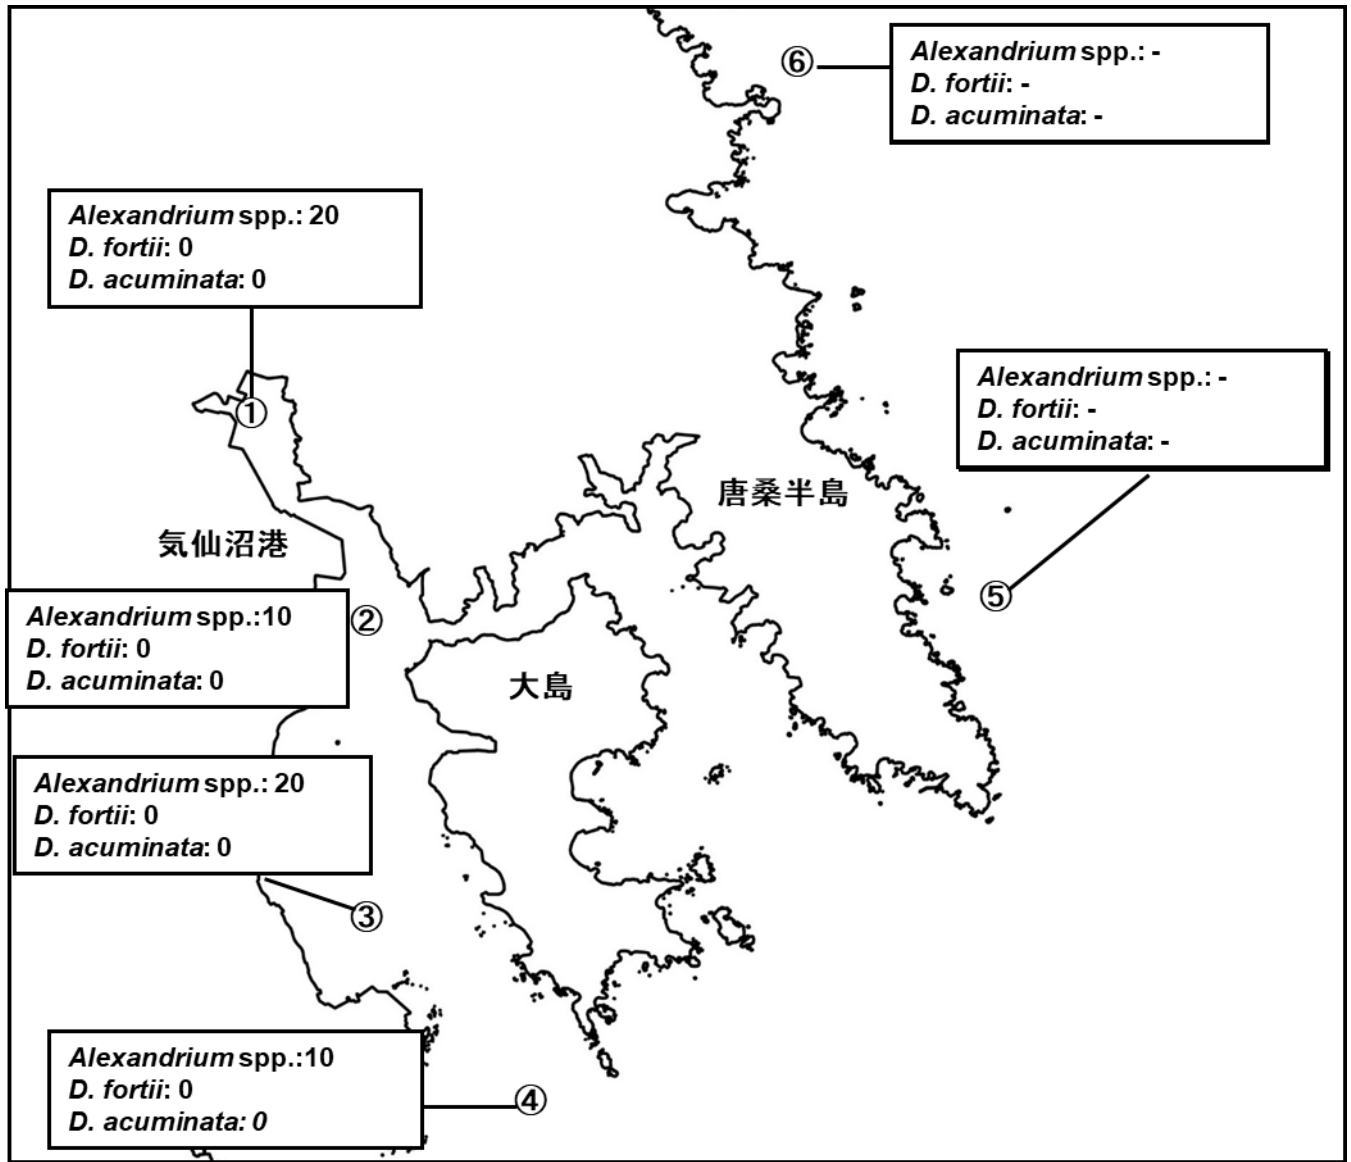 ⑥
Alexandrium spp.: -
D. fortii: -
D. acuminata: -
Alexandrium spp.: 20
D. fortii: 0
D. acuminata: 0
①
Alexandrium spp.: -
D. fortii: -
D. acuminata: -
唐桑半島
気仙沼港
⑤
Alexandrium spp.:10
D. fortii: 0
D. acuminata: 0
②
大島
Alexandrium spp.: 20
D. fortii: 0
D. acuminata: 0
③
Alexandrium spp.:10
D. fortii: 0
D. acuminata: 0
④